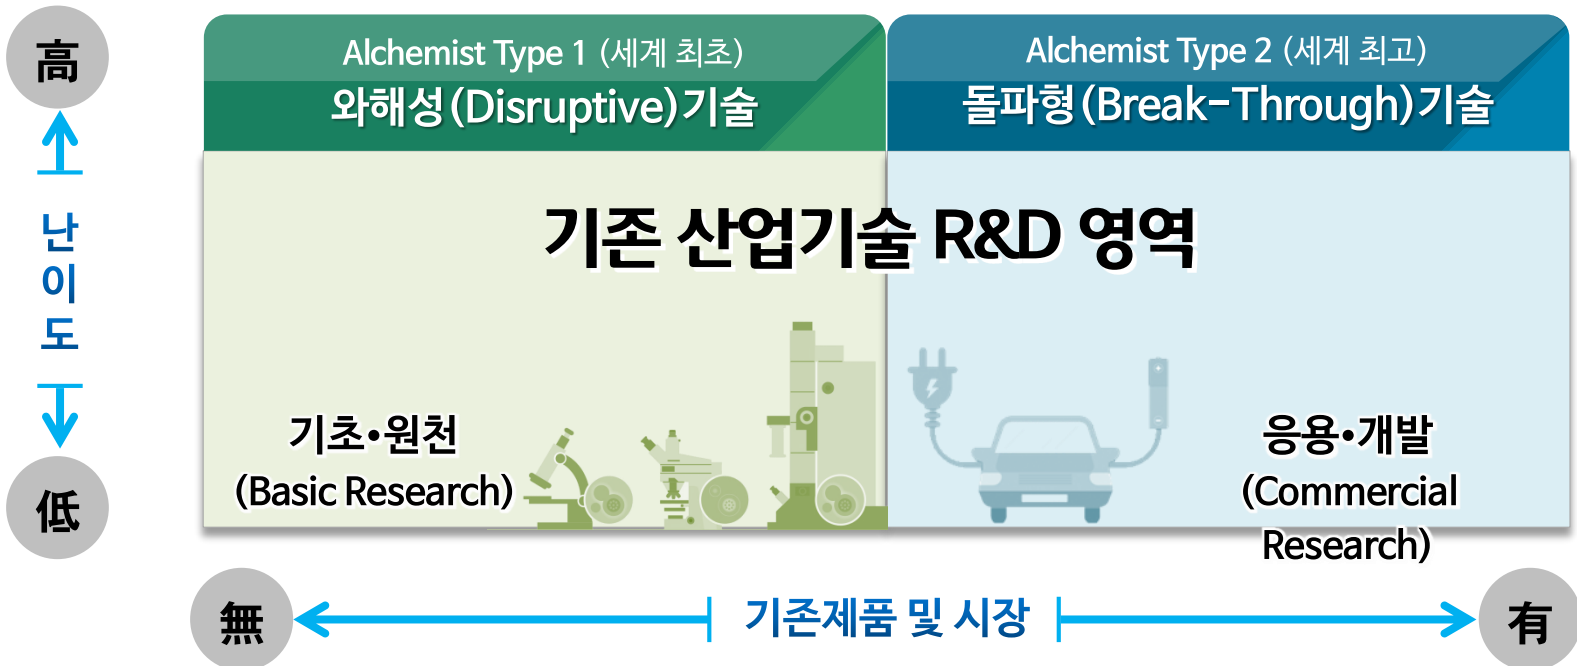 高
Alchemist Type 1 (세계 최초)
와해성(Disruptive)기술
Alchemist Type 2 (세계 최고)
돌파형(Break-Through)기술
난
이
도
기존 산업기술 R&D 영역
기초•원천
(Basic Research)
응용•개발
(Commercial
Research)
低
無
기존제품 및 시장
有